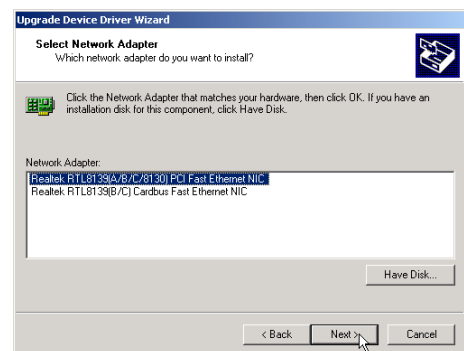 Upgrade Device Driver Wizard
Select Network Adapter
Which network adapter do you want to install?
Click the Network Adapter that matches your hardware, then click OK. If you have an
installation disk for this component, click Have Disk.
Network Adapter:
Realtek RTL8139(A/B/C/8130) PCI Fast Ethernet NIC
Realtek RTL8139(B/C) Cardbus Fast Ethernet NIC
Have Disk...
< Back Next > Cancel